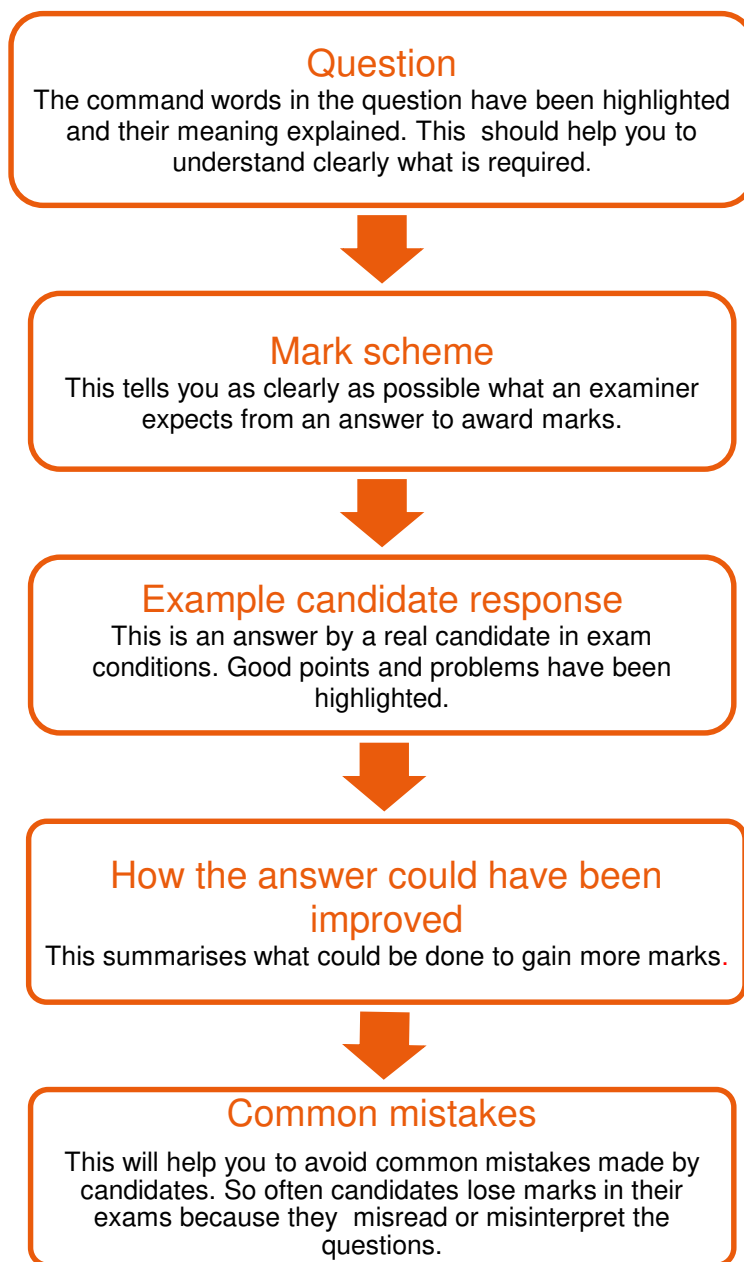 Question
The command words in the question have been highlighted
and their meaning explained. This  should help you to
understand clearly what is required.
Mark scheme
This tells you as clearly as possible what an examiner
expects from an answer to award marks.
Example candidate response
This is an answer by a real candidate in exam
conditions. Good points and problems have been
highlighted.
How the answer could have been
improved
This summarises what could be done to gain more marks.
Common mistakes
This will help you to avoid common mistakes made by
candidates. So often candidates lose marks in their
exams because they  misread or misinterpret the
questions.